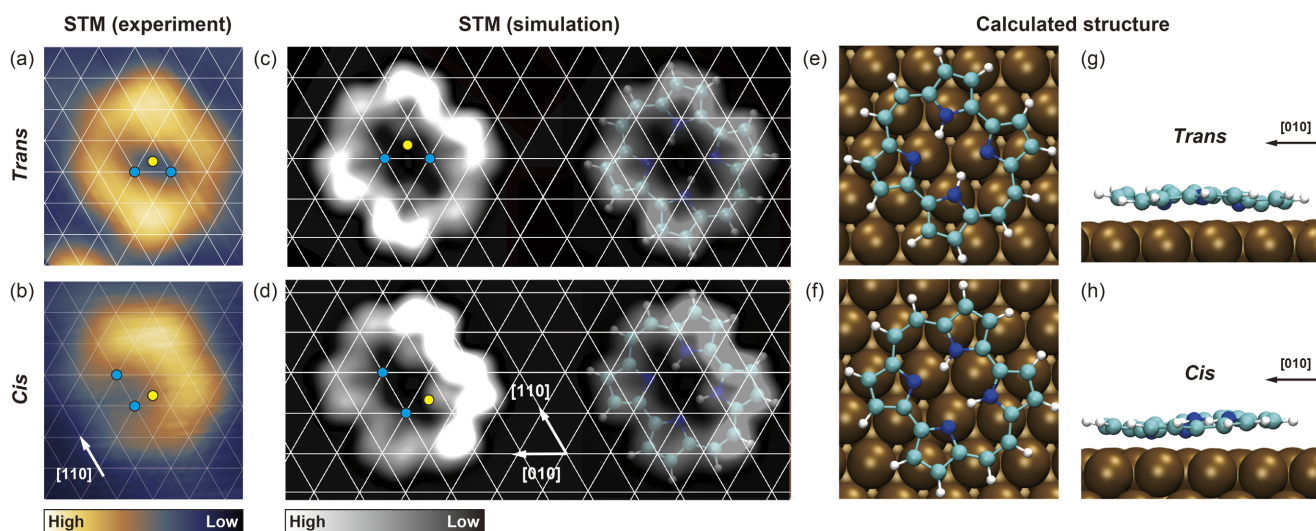 STM (experiment) STM (simulation) Calculated structure
(a) (c) (e) (g)
Trans
[010]
Trans
(b) (d) (f) (h)
Cis
[110]
[110]
[010]
[010]
Cis
High Low High Low